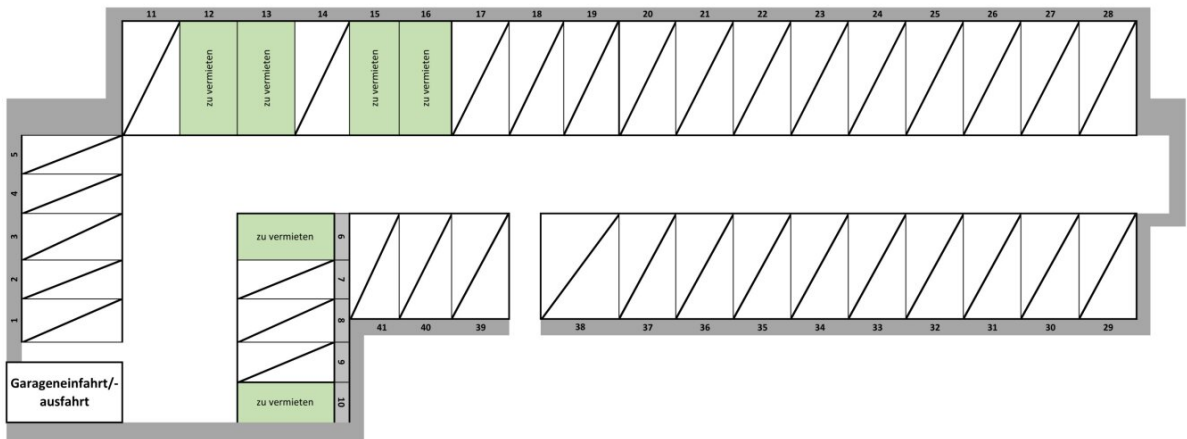 11 12 13 14 15 16 17 18 19 20 21 22 23 24 25 26 27 28
zu vermieten
zu vermieten
zu vermieten
zu vermieten
5
4
3
2
1
zu vermieten
6
7
8
9
zu vermieten
10
41 40 39 38 37 36 35 34 33 32 31 30 29
Garageneinfahrt/-
ausfahrt